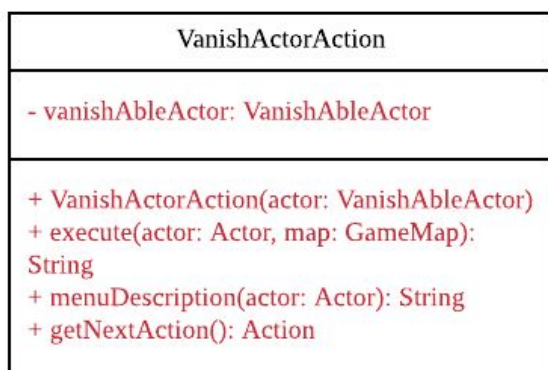 VanishActorAction
- vanishAbleActor: VanishAbleActor
+ VanishActorAction(actor: VanishAbleActor)
+ execute(actor: Actor, map: GameMap):
String
+ menuDescription(actor: Actor): String
+ getNextAction(): Action